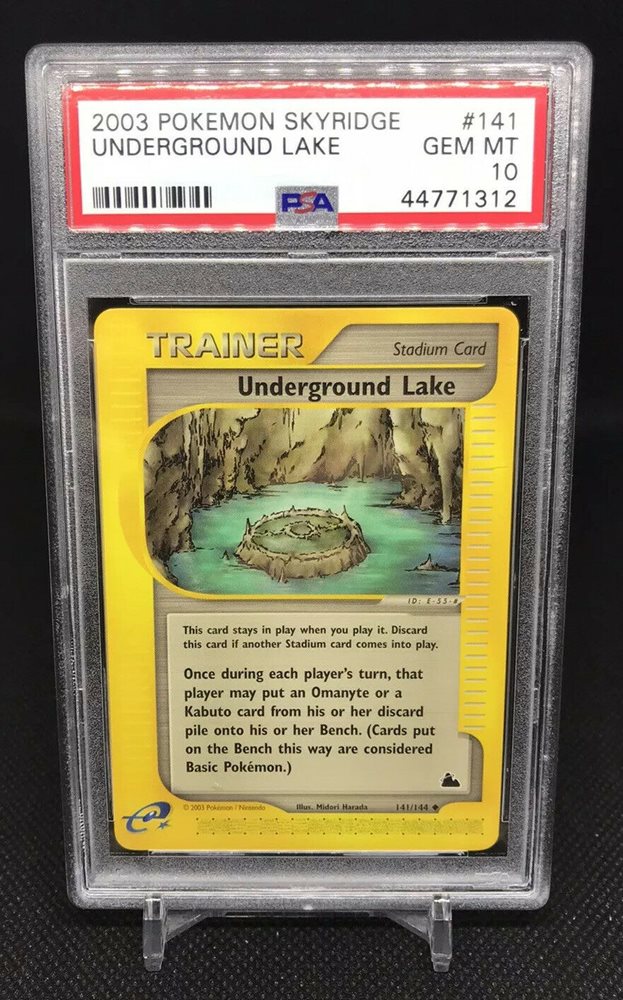 2003 POKEMON SKYRIDGE #141
UNDERGROUND LAKE GEM MT
10
PSA 44771312
TRAINER Stadium Card
Underground Lake
ID: E-55-#
This card stays in play when you play it. Discard
this card if another Stadium card comes into play.
Once during each player's turn, that
player may put an Omanyte or a
Kabuto card from his or her discard
pile onto his or her Bench. (Cards put
on the Bench this way are considered
Basic Pokémon.)
© 2003 Pokémon / Nintendo Illus. Midori Harada 141/144 ◆
e